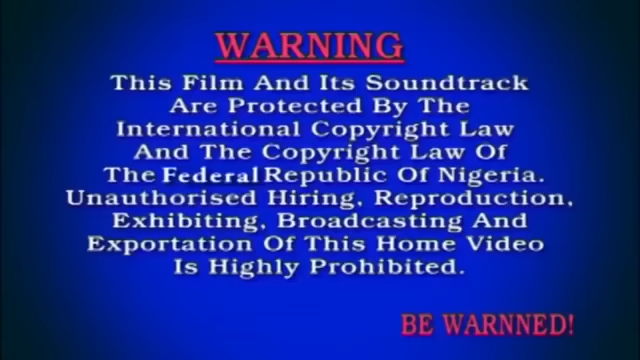 WARNING
This Film And Its Soundtrack
Are Protected By The
International Copyright Law
And The Copyright Law Of
The Federal Republic Of Nigeria.
Unauthorised Hiring, Reproduction,
Exhibiting, Broadcasting And
Exportation Of This Home Video
Is Highly Prohibited.
BE WARNNED!